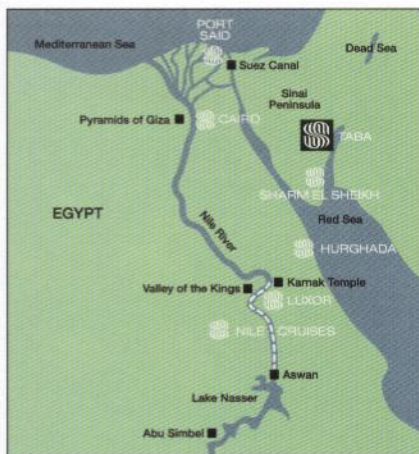 PORT
SAID
Mediterranean Sea
Dead Sea
Suez Canal
Sinai
Peninsula
Pyramids of Giza
CAIRO
TABA
SHARM EL SHEIKH
EGYPT
Nile River
Red Sea
HURGHADA
Karnak Temple
Valley of the Kings
LUXOR
NILE CRUISES
Aswan
Lake Nasser
Abu Simbel